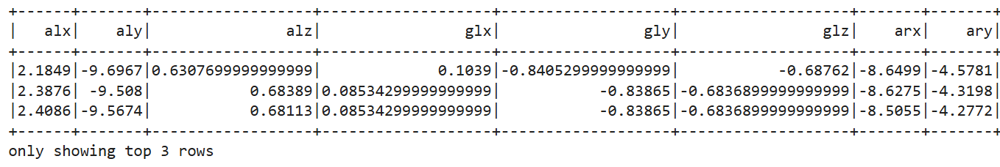 +------+-------+------------------+-------------------+-------------------+-------------------+-------+-------+
|   alx|    aly|               alz|                glx|                gly|                glz|    arx|    ary|
+------+-------+------------------+-------------------+-------------------+-------------------+-------+-------+
|2.1849|-9.6967|0.6307699999999999|             0.1039|-0.8405299999999999|           -0.68762|-8.6499|-4.5781|
|2.3876| -9.508|           0.68389|0.08534299999999999|           -0.83865|-0.6836899999999999|-8.6275|-4.3198|
|2.4086|-9.5674|           0.68113|0.08534299999999999|           -0.83865|-0.6836899999999999|-8.5055|-4.2772|
+------+-------+------------------+-------------------+-------------------+-------------------+-------+-------+
only showing top 3 rows